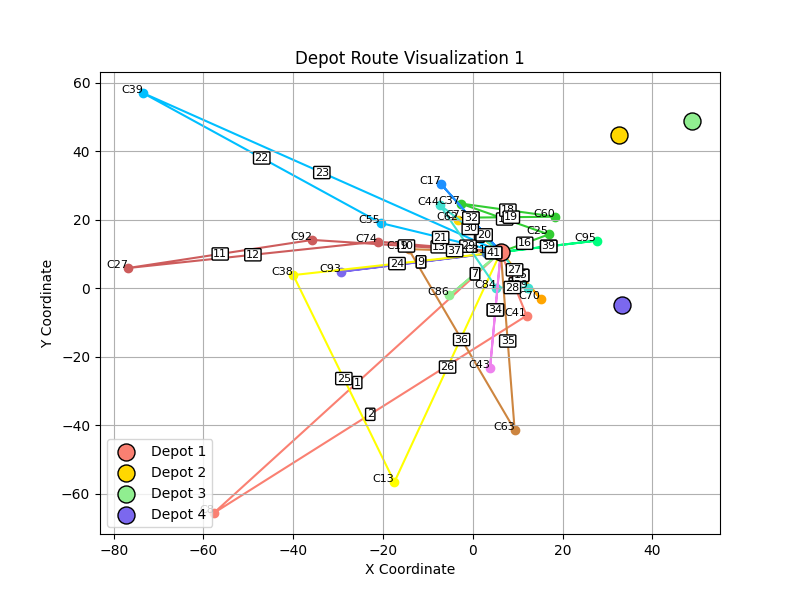 Depot Route Visualization 1
60
40
20
0
−20
−40
−60
Y Coordinate
C39
22
23
C17
C44
C37
C60
C55
C25
C95
C92
C74
C27
C38
C93
C86
C84
C70
C41
C43
C63
C13
32
30
18
19
20
21
16
39
10
11
12
37
41
24
9
7
27
28
34
35
36
26
25
1
2
Depot 1
Depot 2
Depot 3
Depot 4
−80
−60
−40
−20
0
20
40
X Coordinate